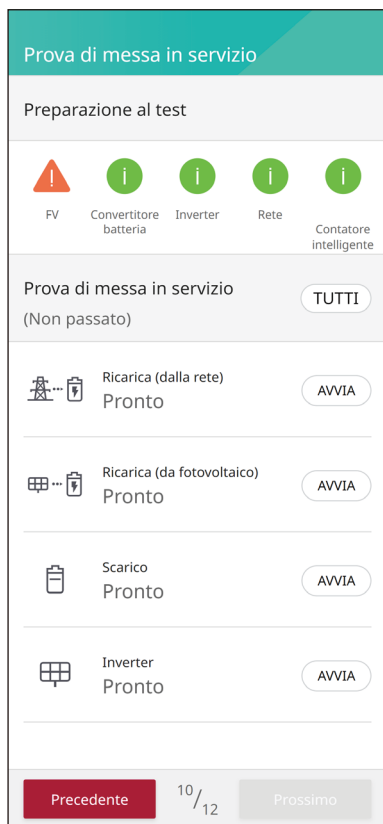 Prova di messa in servizio
Preparazione al test
FV
Convertitore
batteria
Inverter
Rete
Contatore
intelligente
Prova di messa in servizio
(Non passato)
TUTTI
Ricarica (dalla rete)
Pronto
AVVIA
Ricarica (da fotovoltaico)
Pronto
AVVIA
Scarico
Pronto
AVVIA
Inverter
Pronto
AVVIA
Precedente
10/12
Prossimo